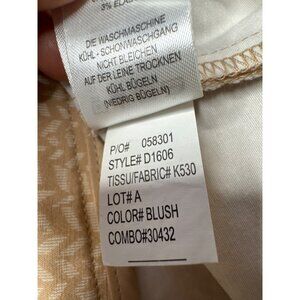 DIE WASCHMASCHINE
KÜHL - SCHONWASCHGANG
NICHT BLEICHEN
AUF DER LEINE TROCKNEN
KÜHL BÜGELN
(NIEDRIG BÜGELN)
P/O# 058301
STYLE# D1606
TISSU/FABRIC# K530
LOT# A
COLOR# BLUSH
COMBO#30432